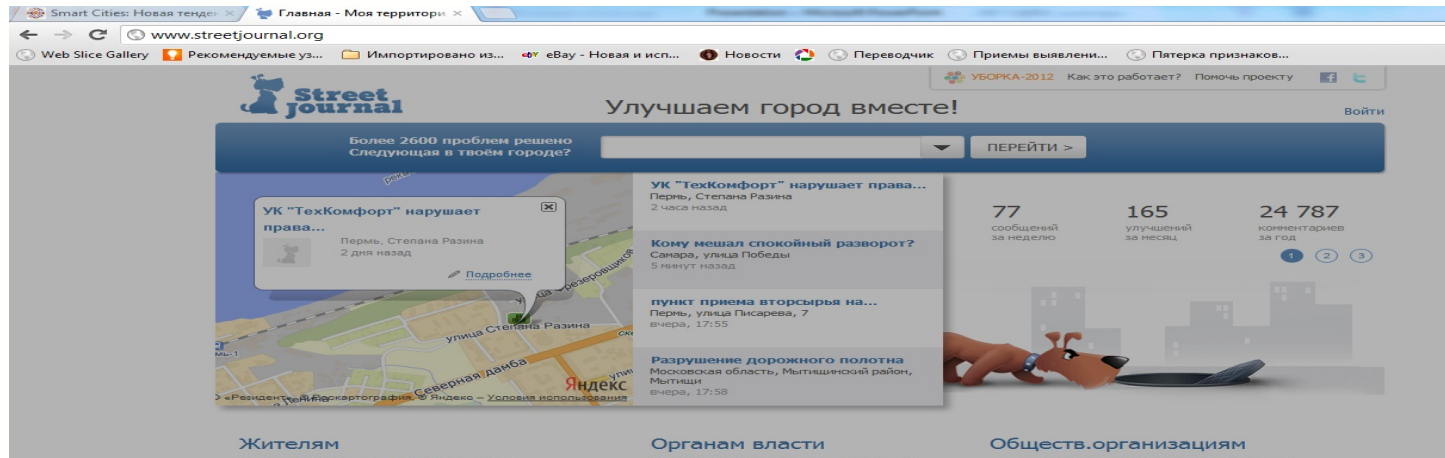 Smart Cities: Новая тенден
Главная - Моя территори
www.streetjournal.org
Web Slice Gallery Рекомендуемые уз... Импортировано из... eBay - Новая и исп... Новости Переводчик Приемы выявлени... Пятерка признаков...
УБОРКА-2012 Как это работает? Помочь проекту
Street
journal
Улучшаем город вместе!
Войти
Более 2600 проблем решено
Следующая в твоём городе?
ПЕРЕЙТИ >
УК "ТехКомфорт" нарушает
права...
Пермь, Степана Разина
2 дня назад
Подробнее
улица Степана Разина
Северная дамба
Яндекс
© Яндекс – Условия использования
УК "ТехКомфорт" нарушает права...
Пермь, Степана Разина
2 часа назад
Кому мешал спокойный разворот?
Самара, улица Победы
5 минут назад
пункт приема вторсырья на...
Пермь, улица Писарева, 7
вчера, 17:55
Разрушение дорожного полотна
Московская область, Мытищинский район,
Мытищи
вчера, 17:58
77 165 24 787
сообщений улучшений комментариев
за неделю за месяц за год
1 2 3
Жителям Органам власти Обществ.организациям